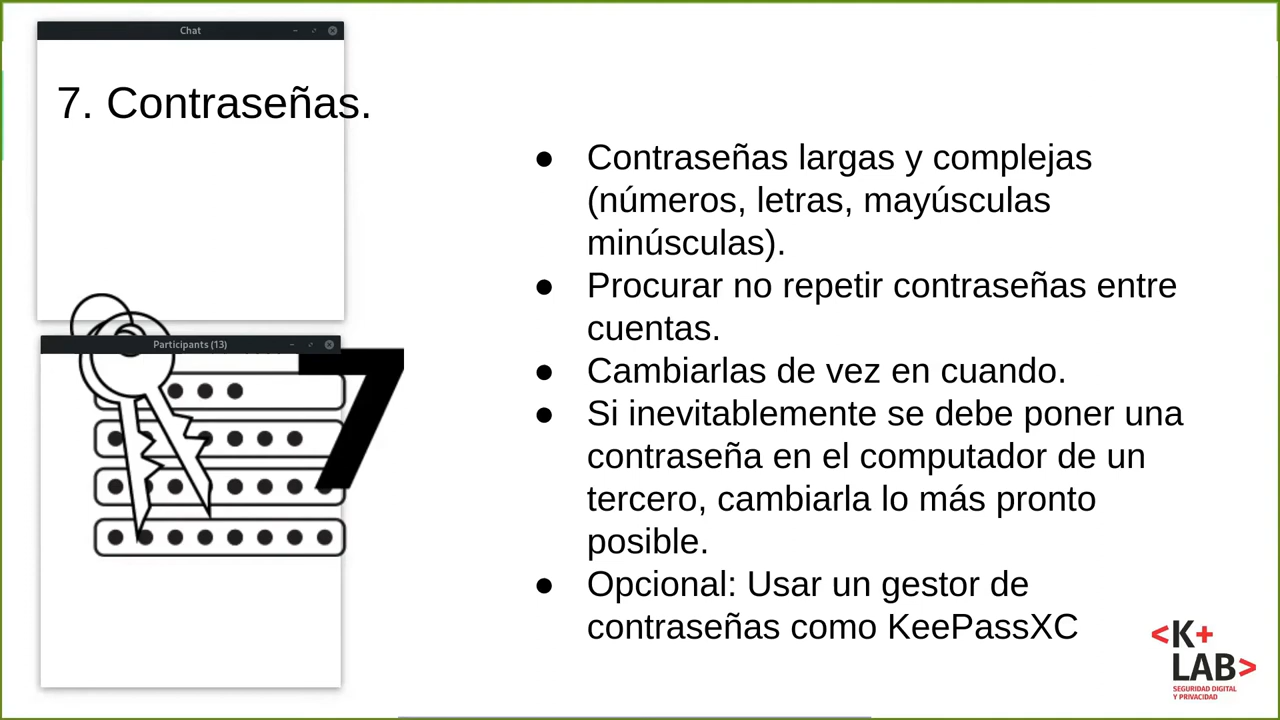 Chat
7. Contraseñas.
Participants (13)
7
● Contraseñas largas y complejas
(números, letras, mayúsculas
minúsculas).
● Procurar no repetir contraseñas entre
cuentas.
● Cambiarlas de vez en cuando.
● Si inevitablemente se debe poner una
contraseña en el computador de un
tercero, cambiarla lo más pronto
posible.
● Opcional: Usar un gestor de
contraseñas como KeePassXC
<K+
LAB>
SEGURIDAD DIGITAL
Y PRIVACIDAD